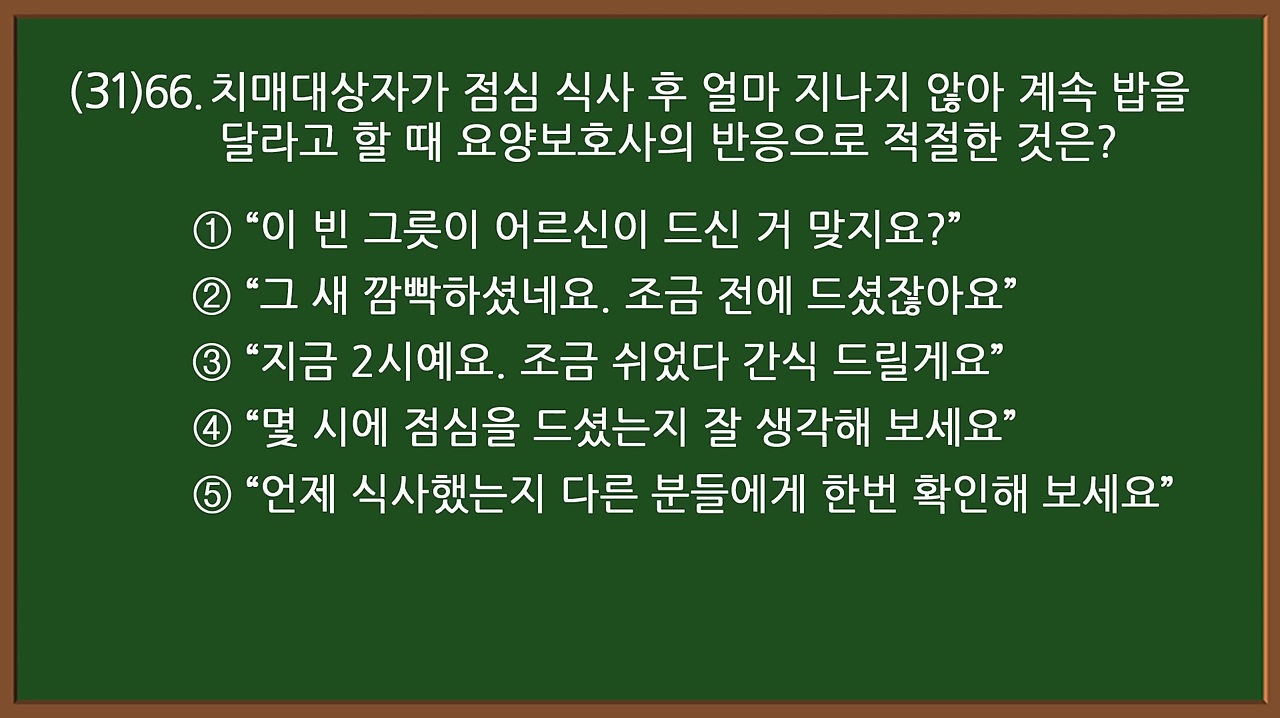 (31)66. 치매대상자가 점심 식사 후 얼마 지나지 않아 계속 밥을
달라고 할 때 요양보호사의 반응으로 적절한 것은?
① “이 빈 그릇이 어르신이 드신 거 맞지요?”
② “그 새 깜빡하셨네요. 조금 전에 드셨잖아요”
③ “지금 2시예요. 조금 쉬었다 간식 드릴게요”
④ “몇 시에 점심을 드셨는지 잘 생각해 보세요”
⑤ “언제 식사했는지 다른 분들에게 한번 확인해 보세요”